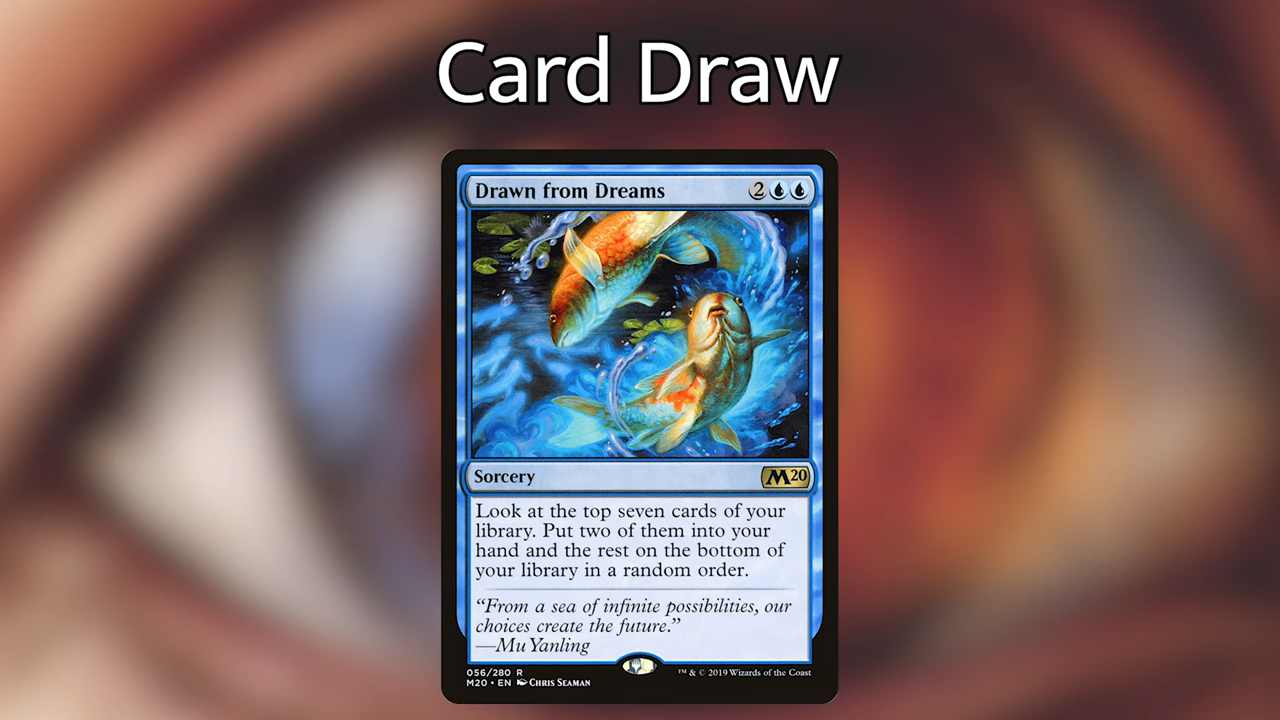 Card Draw
Drawn from Dreams 2
Sorcery
M20
Look at the top seven cards of your
library. Put two of them into your
hand and the rest on the bottom of
your library in a random order.
“From a sea of infinite possibilities, our
choices create the future.”
—Mu Yanling
056/280 R
M20 • EN Chris Seaman
™ & © 2019 Wizards of the Coast